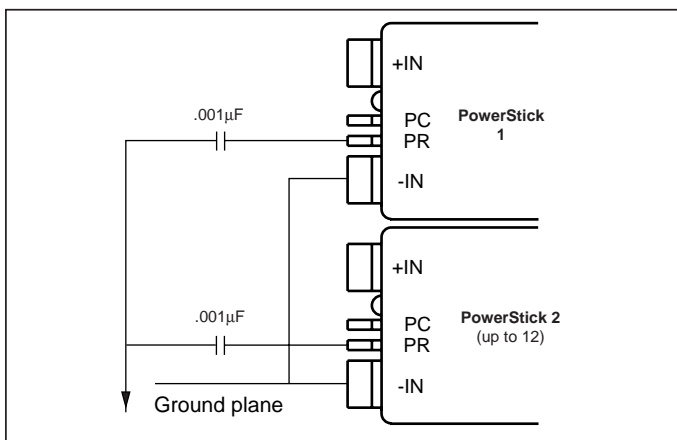 +IN
.001µF
PC
PowerStick
1
PR
-IN
+IN
.001µF
PC
PowerStick 2
(up to 12)
PR
-IN
Ground plane